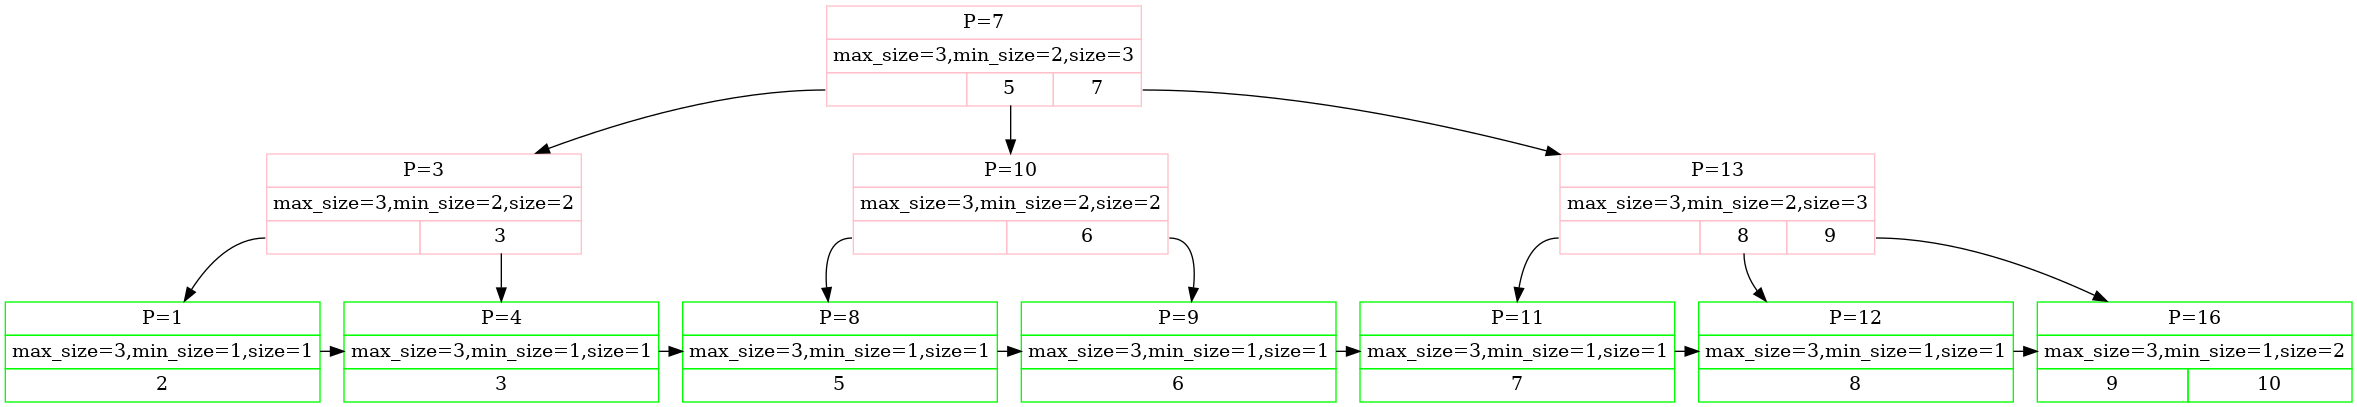 P=7
max_size=3,min_size=2,size=3
5 7
P=3 P=10 P=13
max_size=3,min_size=2,size=2 max_size=3,min_size=2,size=2 max_size=3,min_size=2,size=3
3 6 8 9
P=1 P=4 P=8 P=9 P=11 P=12 P=16
max_size=3,min_size=1,size=1 max_size=3,min_size=1,size=1 max_size=3,min_size=1,size=1 max_size=3,min_size=1,size=1 max_size=3,min_size=1,size=1 max_size=3,min_size=1,size=1 max_size=3,min_size=1,size=2
2 3 5 6 7 8 9 10